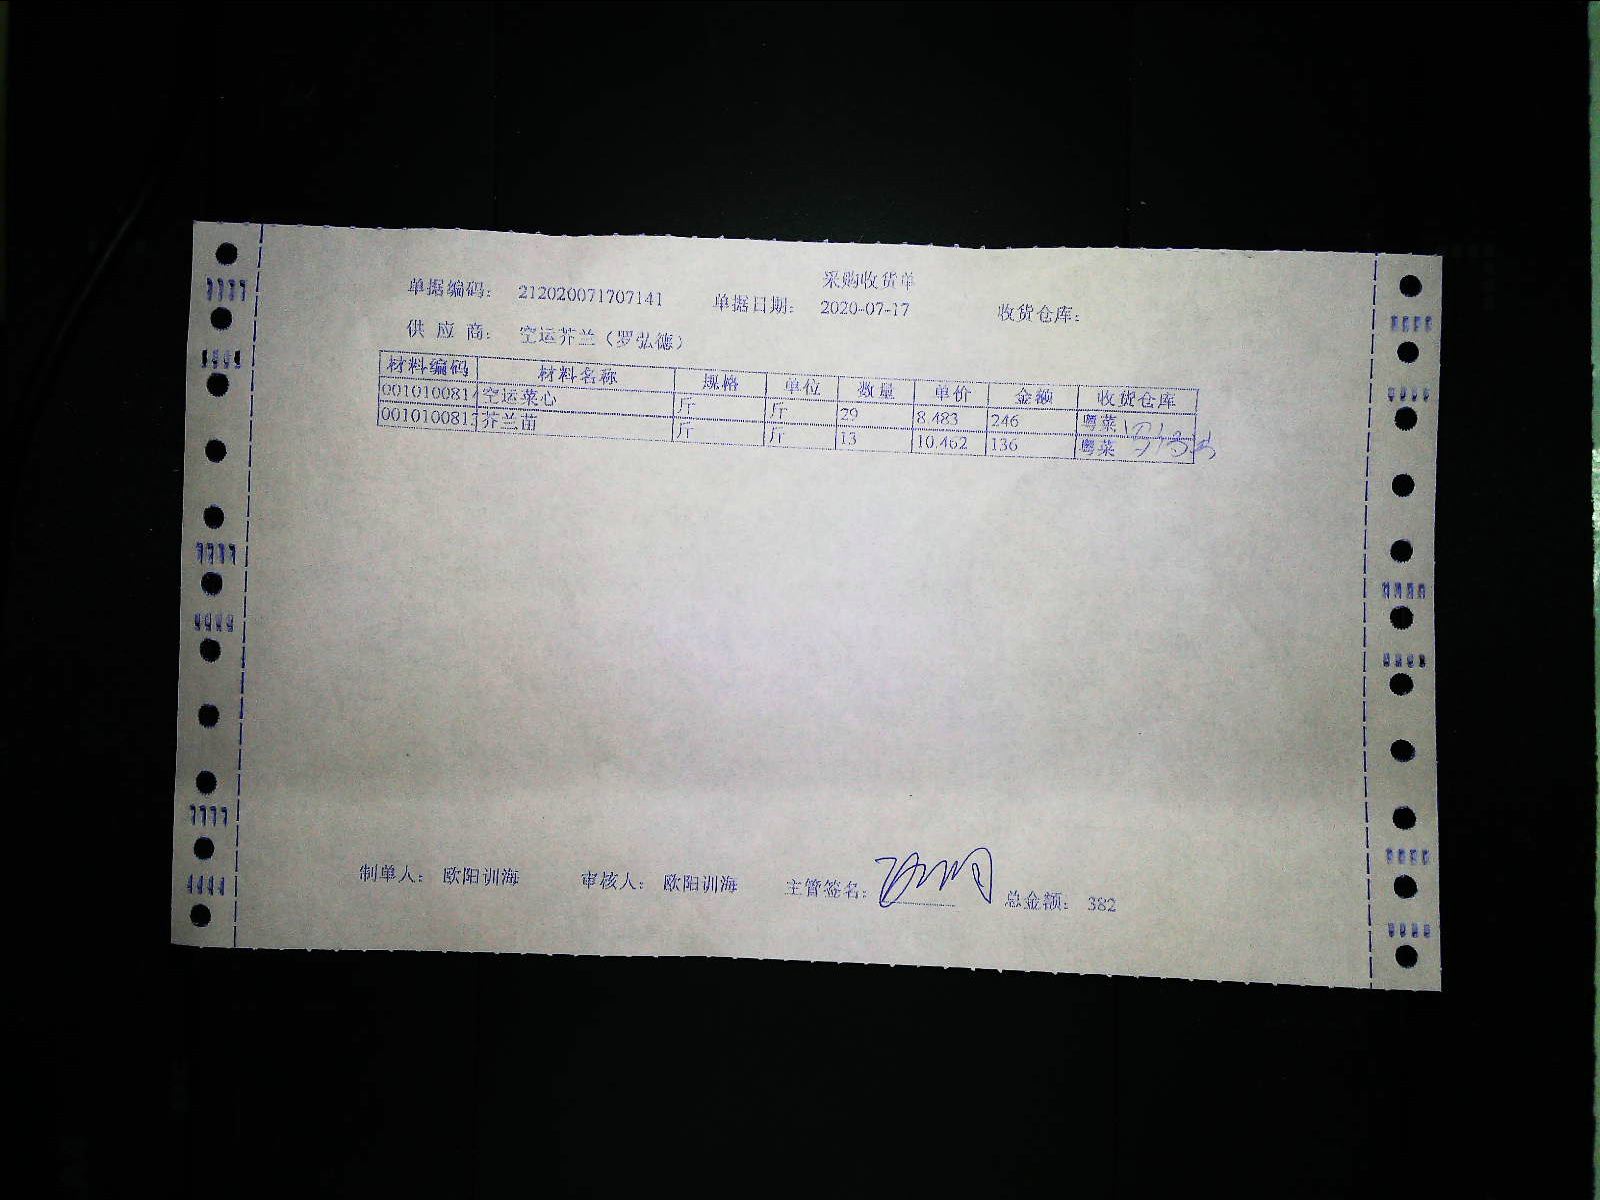 采购收货单
单据编码： 212020071707141 单据日期： 2020-07-17 收货仓库：
供 应 商： 空运芥兰（罗弘德）
材料编码 材料名称 规格 单位 数量 单价 金额 收货仓库
0010100814 空运菜心 斤 斤 29 8.483 246 粤菜
0010100815 芥兰苗 斤 斤 13 10.462 136 粤菜
制单人： 欧阳训海 审核人： 欧阳训海 主管签名： 总金额： 382